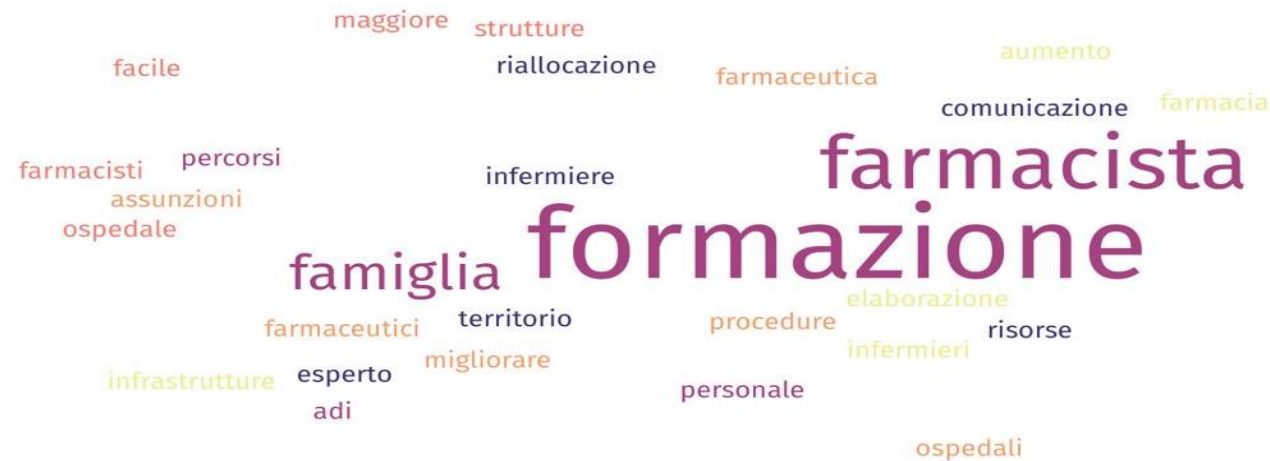 maggiore
strutture
aumento
facile
riallocazione
farmaceutica
comunicazione
farmacia
farmacisti
percorsi
infermiere
farmacista
assunzioni
ospedale
formazione
famiglia
elaborazione
farmaceutici
territorio
procedure
risorse
infermieri
migliorare
infrastrutture
esperto
personale
adi
ospedali